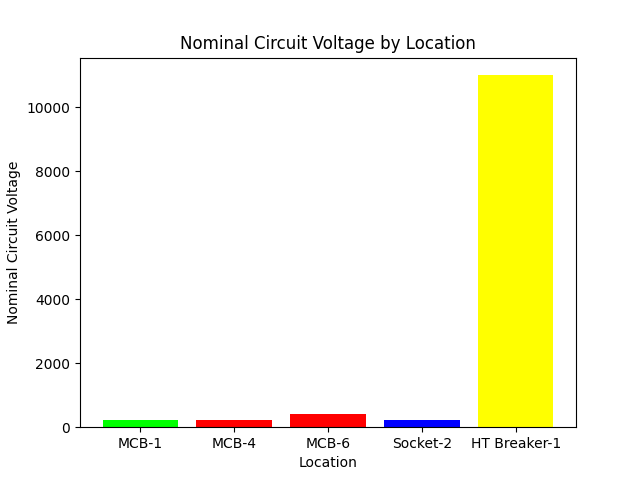 Nominal Circuit Voltage by Location
Nominal Circuit Voltage
10000
8000
6000
4000
2000
0
MCB-1 MCB-4 MCB-6 Socket-2 HT Breaker-1
Location